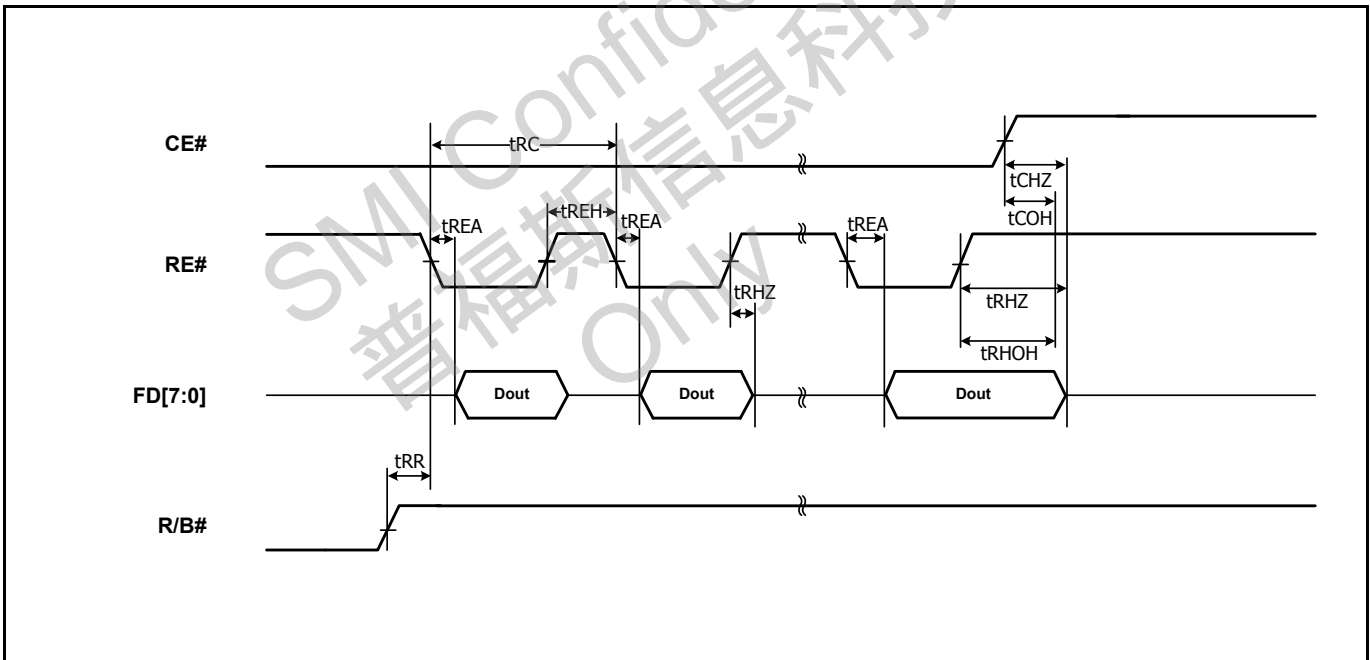 SMI Confide
普福斯信息科技
Only
CE#
tRC
tCHZ
tCOH
tREA
tREH
tREA
tREA
RE#
tRHZ
tRHZ
tRHOH
FD[7:0]
Dout
Dout
Dout
tRR
R/B#